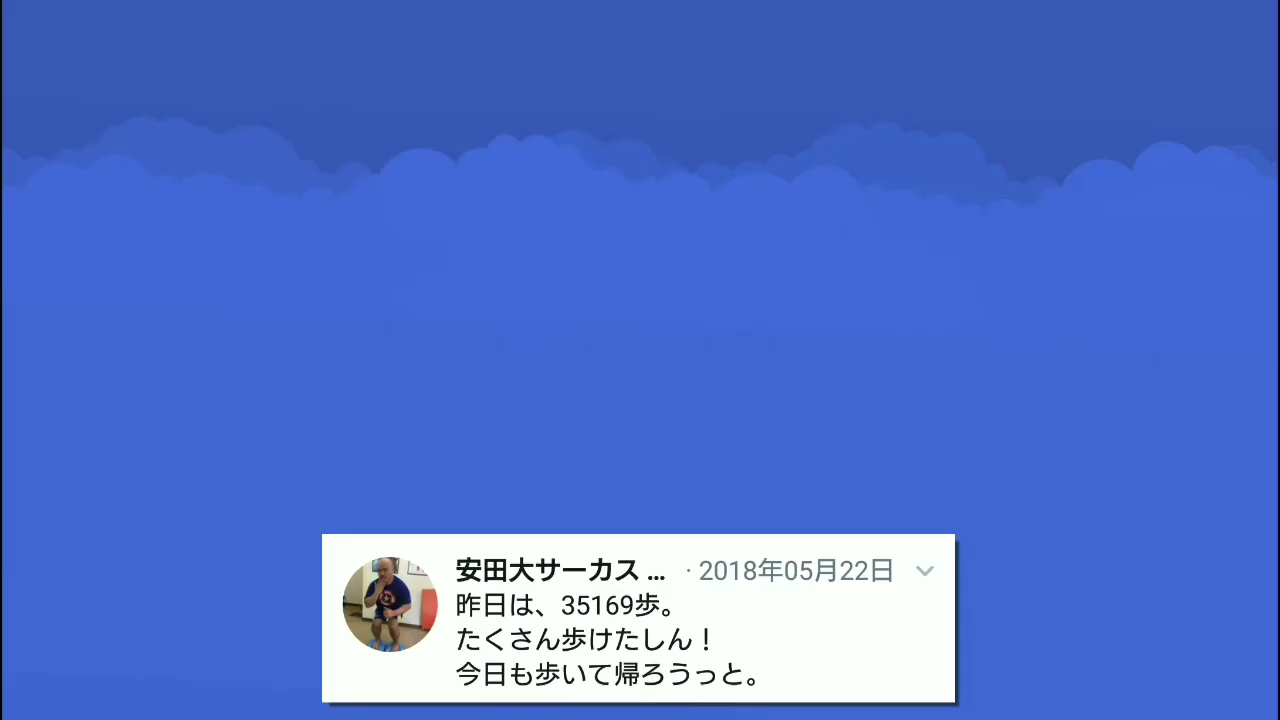 安田大サーカス ... · 2018年05月22日
昨日は、35169歩。
たくさん歩けたしん！
今日も歩いて帰ろうっと。